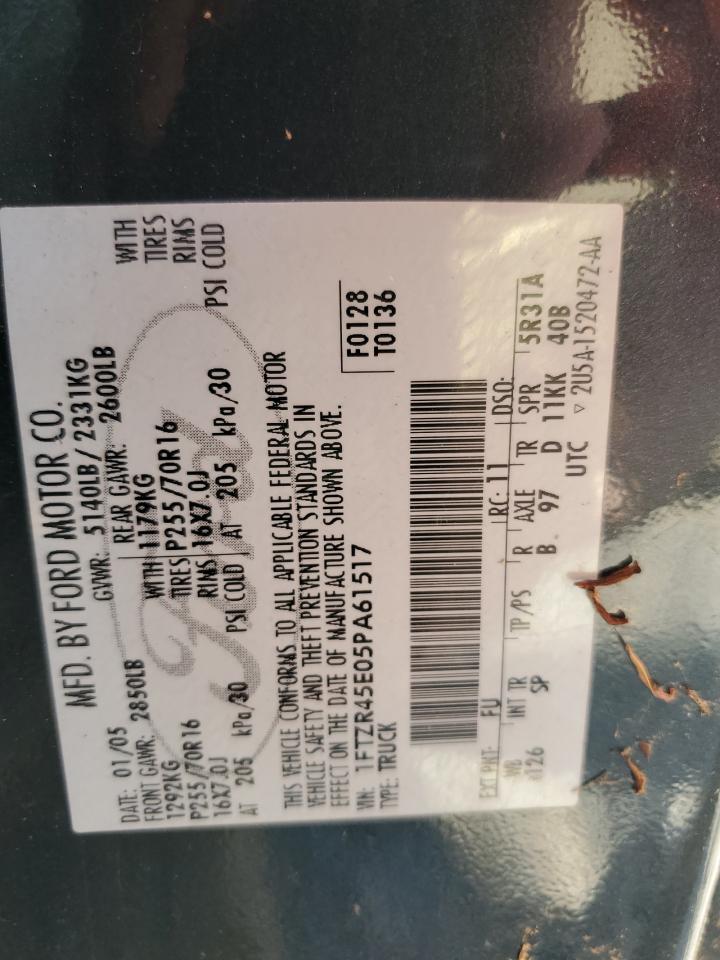 MFD. BY FORD MOTOR CO.
DATE: 01/05 GVWR: 5140LB/ 2331KG
FRONT GAWR: 2850LB REAR GAWR: 2600LB
1292KG WITH 1179KG WITH
P255/70R16 TIRES P255/70R16 TIRES
16X7.0J RIMS 16X7.0J RIMS
AT 205 kPa/30 PSI COLD AT 205 kPa/30 PSI COLD
THIS VEHICLE CONFORMS TO ALL APPLICABLE FEDERAL MOTOR
VEHICLE SAFETY AND THEFT PREVENTION STANDARDS IN
EFFECT ON THE DATE OF MANUFACTURE SHOWN ABOVE.
VIN: 1FTZR45E05PA61517 F0128
TYPE: TRUCK T0136
EXT PNT: FU RC: 11 DSO:
WB INT TR TP/PS R AXLE TR SPR 5R31A
126 SP B 97 D 11KK 40B
UTC ▽ 2U5A-1520472-AA